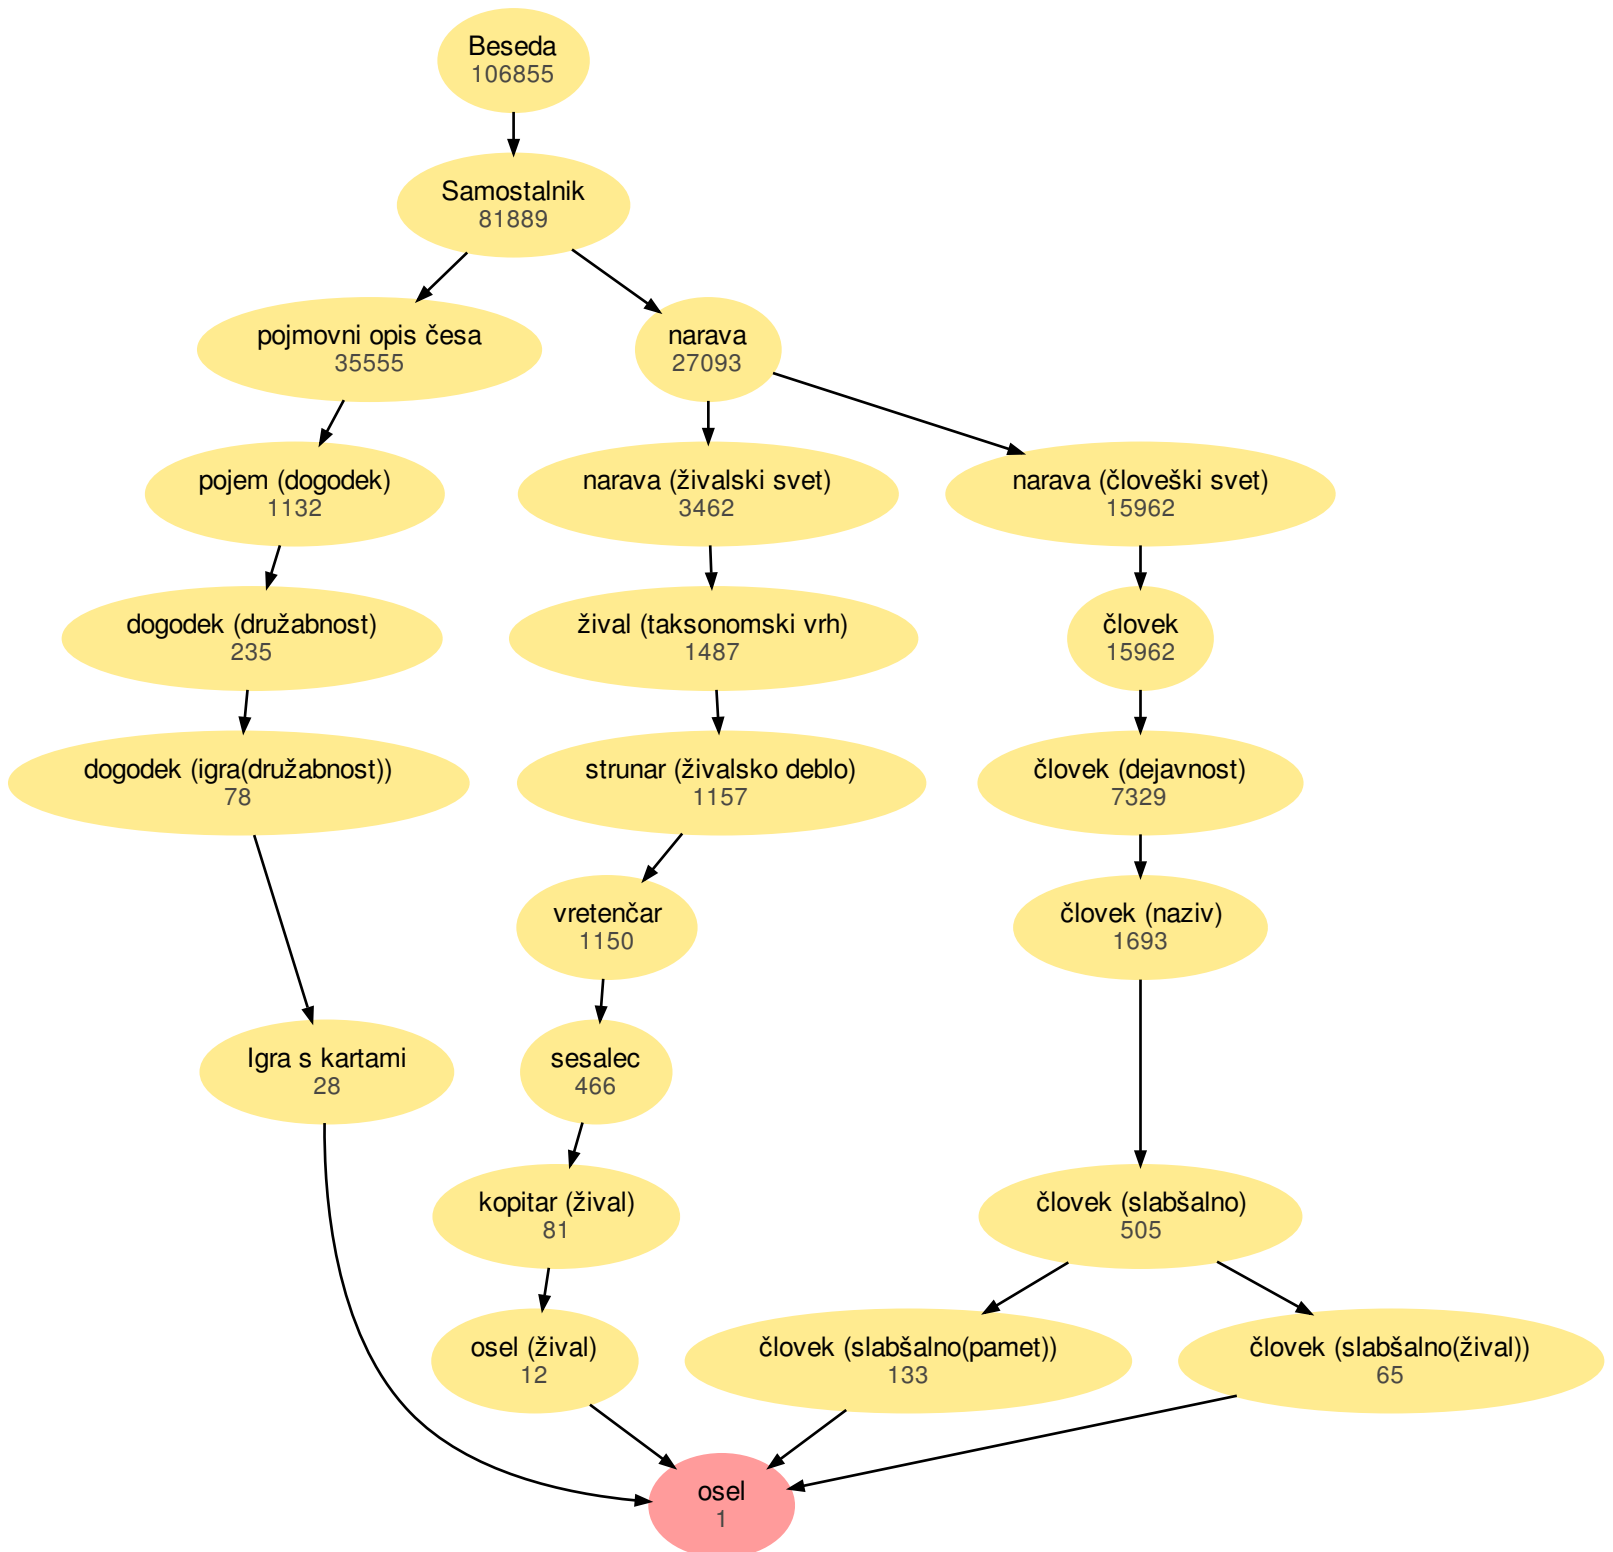 Beseda
106855
Samostalnik
81889
pojmovni opis česa
35555
narava
27093
pojem (dogodek)
1132
narava (živalski svet)
3462
narava (človeški svet)
15962
dogodek (družabnost)
235
žival (taksonomski vrh)
1487
človek
15962
dogodek (igra(družabnost))
78
strunar (živalsko deblo)
1157
človek (dejavnost)
7329
vretenčar
1150
človek (naziv)
1693
Igra s kartami
28
sesalec
466
kopitar (žival)
81
človek (slabšalno)
505
osel (žival)
12
človek (slabšalno(pamet))
133
človek (slabšalno(žival))
65
osel
1